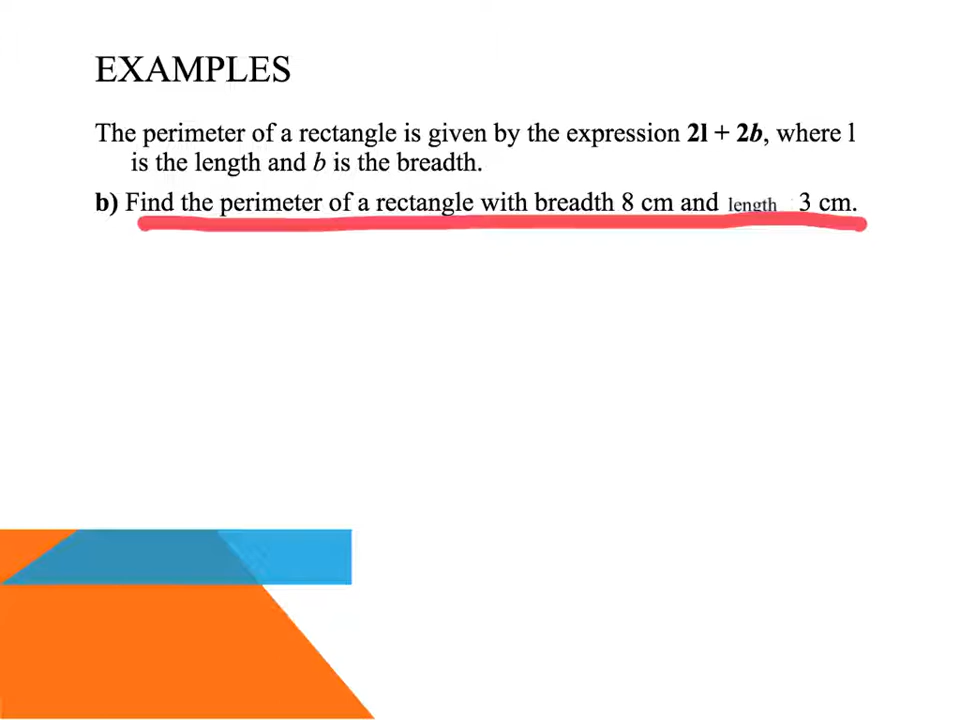 EXAMPLES
The perimeter of a rectangle is given by the expression 2l + 2b, where l
is the length and b is the breadth.
b) Find the perimeter of a rectangle with breadth 8 cm and length 3 cm.